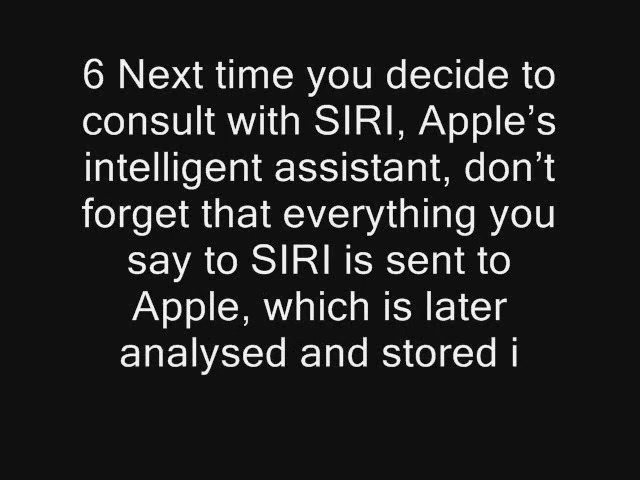 6 Next time you decide to
consult with SIRI, Apple’s
intelligent assistant, don’t
forget that everything you
say to SIRI is sent to
Apple, which is later
analysed and stored i